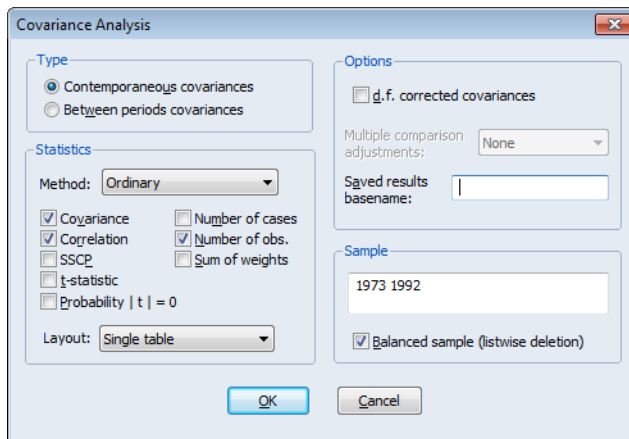 Covariance Analysis
Type
Contemporaneous covariances
Between periods covariances
Statistics
Method: Ordinary
Covariance
Number of cases
Correlation
Number of obs.
SSCP
Sum of weights
t-statistic
Probability | t | = 0
Layout: Single table
Options
d.f. corrected covariances
Multiple comparison
adjustments: None
Saved results
basename:
Sample
1973 1992
Balanced sample (listwise deletion)
OK
Cancel